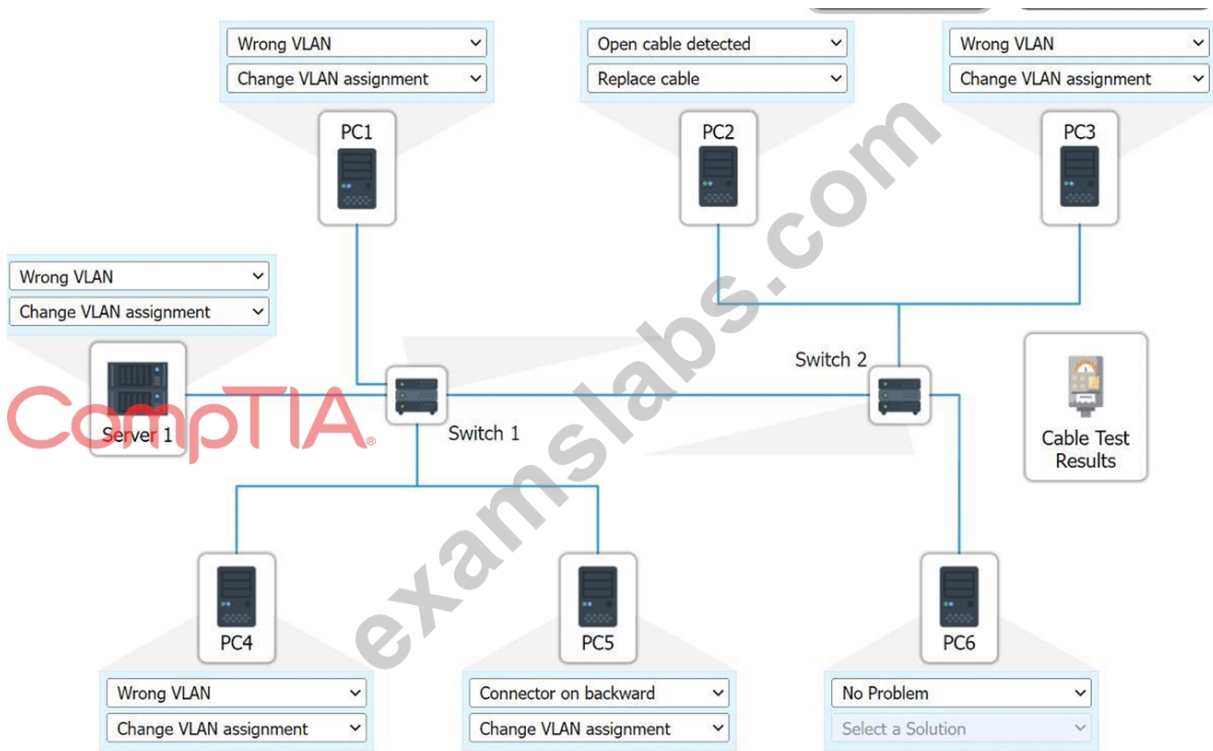 Wrong VLAN
Change VLAN assignment
PC1
Open cable detected
Replace cable
PC2
Wrong VLAN
Change VLAN assignment
PC3
Wrong VLAN
Change VLAN assignment
Server 1
CompTIA®
Switch 1
Switch 2
Cable Test
Results
examslabs.com
PC4
Wrong VLAN
Change VLAN assignment
PC5
Connector on backward
Change VLAN assignment
PC6
No Problem
Select a Solution